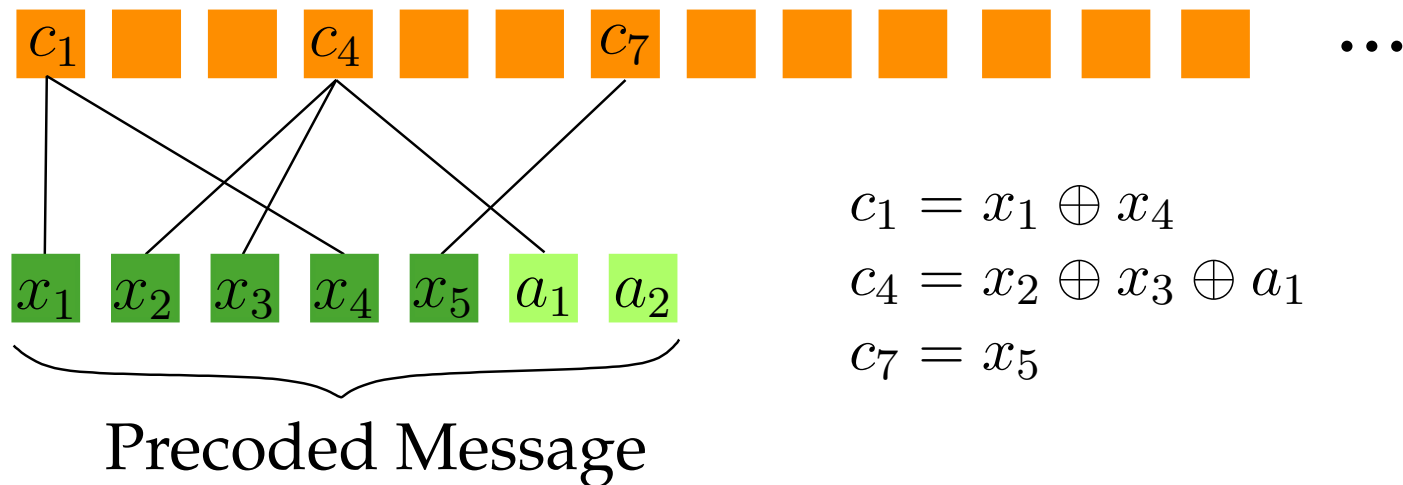 c₁ c₄ c₇ ...
x₁ x₂ x₃ x₄ x₅ a₁ a₂
c₁ = x₁ ⊕ x₄
c₄ = x₂ ⊕ x₃ ⊕ a₁
c₇ = x₅
Precoded Message